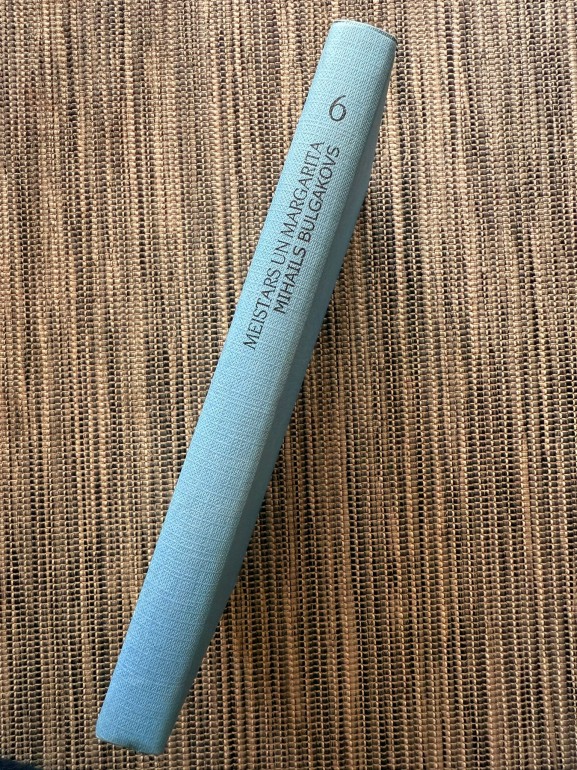 6
MEISTARS UN MARGARITA
MIHAILS BULGAKOVS